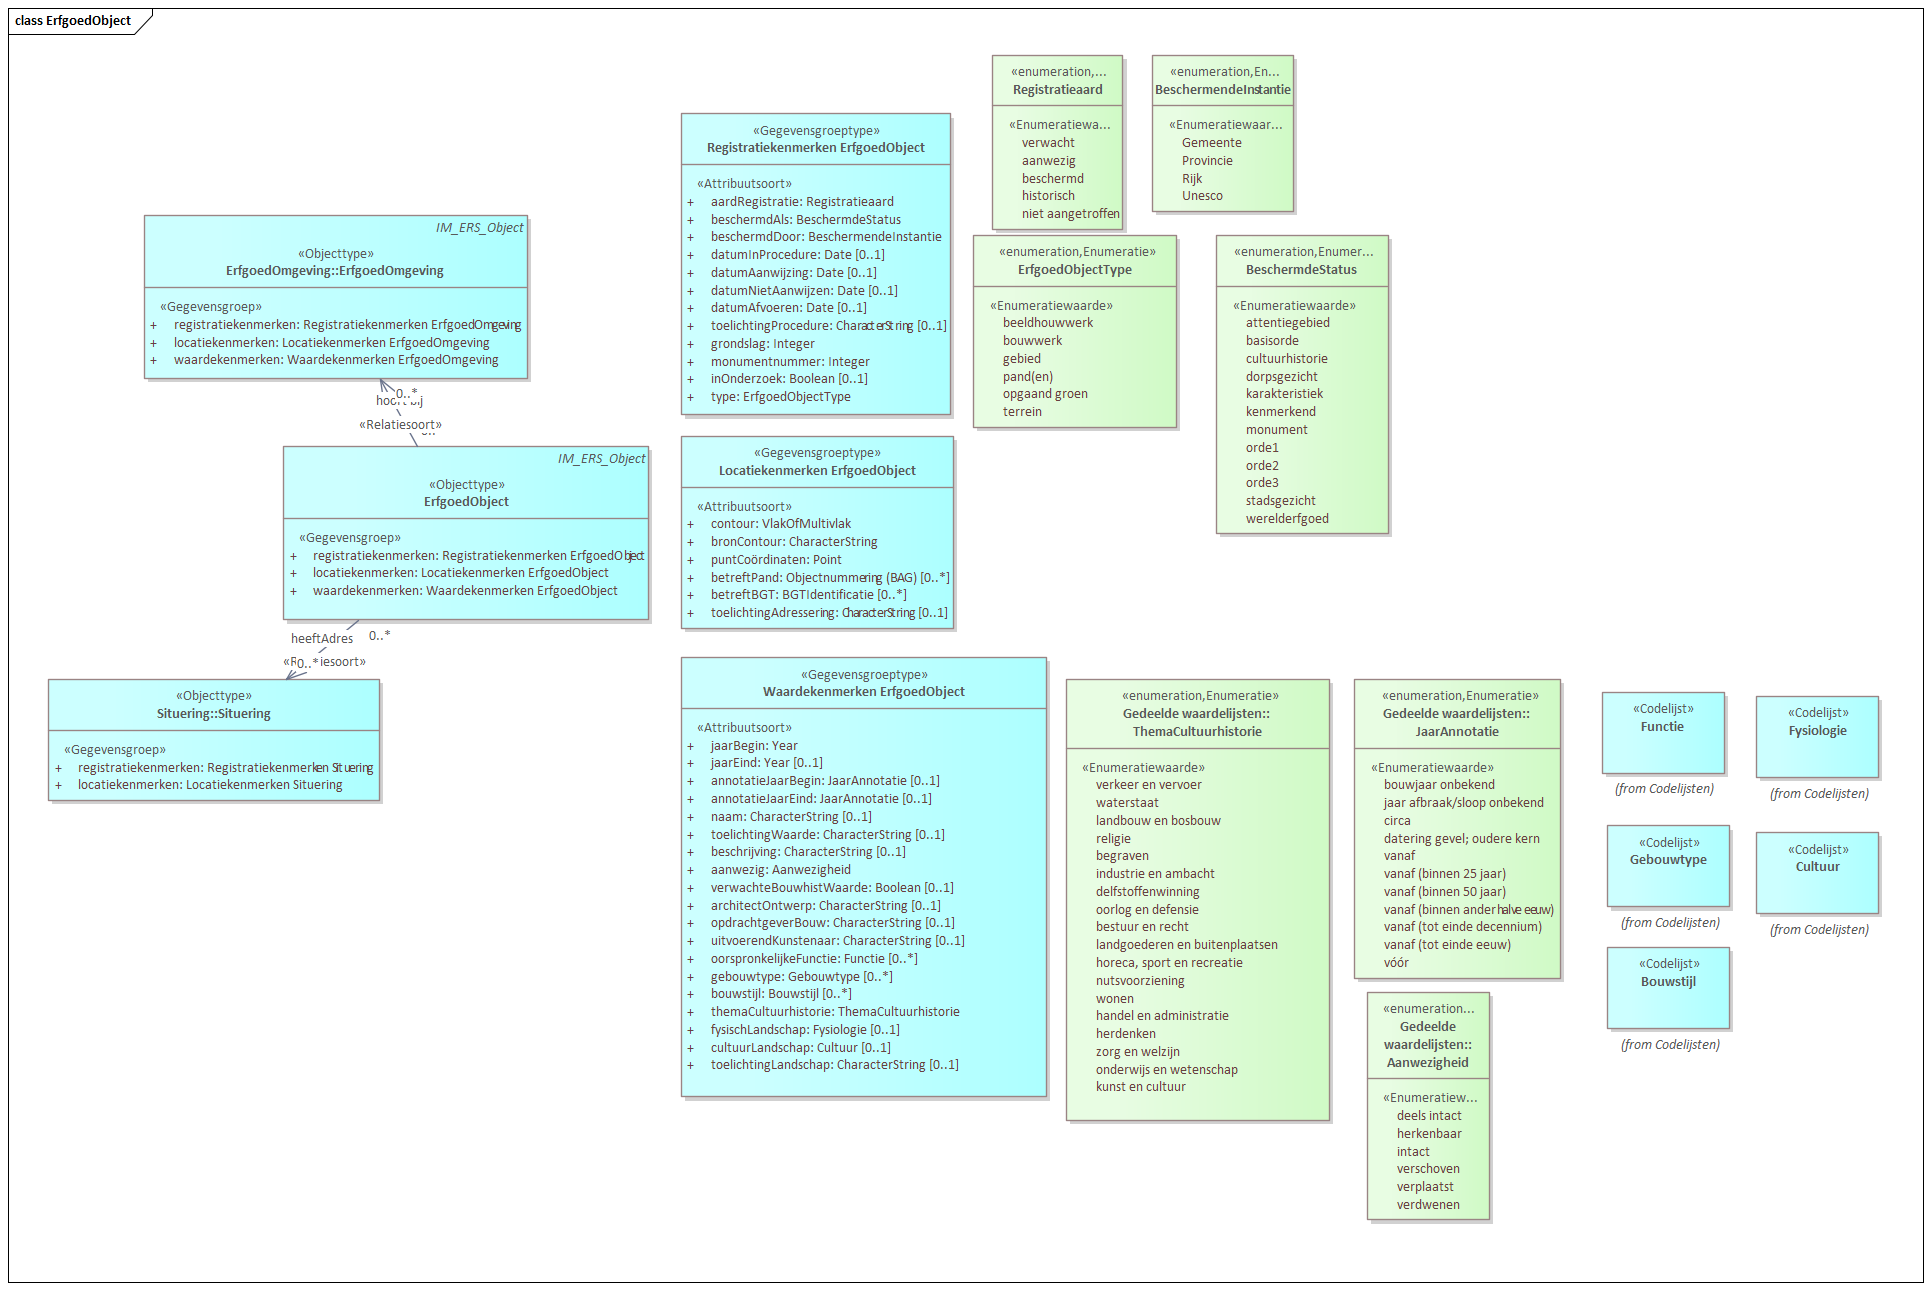 class ErfgoedObject
IM_ERS_Object
«Objecttype»
ErfgoedOmgeving::ErfgoedOmgeving
«Gegevensgroep»
+ registratiekenmerken: Registratiekenmerken ErfgoedOmgeving
+ locatiekenmerken: Locatiekenmerken ErfgoedOmgeving
+ waardekenmerken: Waardekenmerken ErfgoedOmgeving
0..*
hoort bij
«Relatiesoort»
IM_ERS_Object
«Objecttype»
ErfgoedObject
«Gegevensgroep»
+ registratiekenmerken: Registratiekenmerken ErfgoedObject
+ locatiekenmerken: Locatiekenmerken ErfgoedObject
+ waardekenmerken: Waardekenmerken ErfgoedObject
heeftAdres
0..*
«Relatiesoort»
0..*
«Objecttype»
Situering::Situering
«Gegevensgroep»
+ registratiekenmerken: Registratiekenmerken Situering
+ locatiekenmerken: Locatiekenmerken Situering
«Gegevensgroeptype»
Registratiekenmerken ErfgoedObject
«Attribuutsoort»
+ aardRegistratie: Registratieaard
+ beschermdAls: BeschermdeStatus
+ beschermdDoor: BeschermendeInstantie
+ datumInProcedure: Date [0..1]
+ datumAanwijzing: Date [0..1]
+ datumNietAanwijzen: Date [0..1]
+ datumAfvoeren: Date [0..1]
+ toelichtingProcedure: CharacterString [0..1]
+ grondslag: Integer
+ monumentnummer: Integer
+ inOnderzoek: Boolean [0..1]
+ type: ErfgoedObjectType
«Gegevensgroeptype»
Locatiekenmerken ErfgoedObject
«Attribuutsoort»
+ contour: VlakOfMultivlak
+ bronContour: CharacterString
+ puntCoördinaten: Point
+ betreftPand: Objectnummering (BAG) [0..*]
+ betreftBGT: BGTIdentificatie [0..*]
+ toelichtingAdressering: CharacterString [0..1]
«Gegevensgroeptype»
Waardekenmerken ErfgoedObject
«Attribuutsoort»
+ jaarBegin: Year
+ jaarEind: Year [0..1]
+ annotatieJaarBegin: JaarAnnotatie [0..1]
+ annotatieJaarEind: JaarAnnotatie [0..1]
+ naam: CharacterString [0..1]
+ toelichtingWaarde: CharacterString [0..1]
+ beschrijving: CharacterString [0..1]
+ aanwezig: Aanwezigheid
+ verwachteBouwhistWaarde: Boolean [0..1]
+ architectOntwerp: CharacterString [0..1]
+ opdrachtgeverBouw: CharacterString [0..1]
+ uitvoerendKunstenaar: CharacterString [0..1]
+ oorspronkelijkeFunctie: Functie [0..*]
+ gebouwtype: Gebouwtype [0..*]
+ bouwstijl: Bouwstijl [0..*]
+ themaCultuurhistorie: ThemaCultuurhistorie
+ fysischLandschap: Fysiologie [0..1]
+ cultuurLandschap: Cultuur [0..1]
+ toelichtingLandschap: CharacterString [0..1]
«enumeration,...
Registratieaard
«Enumeratiewa...
verwacht
aanwezig
beschermd
historisch
niet aangetroffen
«enumeration,En...
BeschermendeInstantie
«Enumeratiewaar...
Gemeente
Provincie
Rijk
Unesco
«enumeration,Enumeratie»
ErfgoedObjectType
«Enumeratiewaarde»
beeldhouwwerk
bouwwerk
gebied
pand(en)
opgaand groen
terrein
«enumeration,Enumer...
BeschermdeStatus
«Enumeratiewaarde»
attentiegebied
basisorde
cultuurhistorie
dorpsgezicht
karakteristiek
kenmerkend
monument
orde1
orde2
orde3
stadsgezicht
werelderfgoed
«enumeration,Enumeratie»
Gedeelde waardelijsten::
ThemaCultuurhistorie
«Enumeratiewaarde»
verkeer en vervoer
waterstaat
landbouw en bosbouw
religie
begraven
industrie en ambacht
delfstoffenwinning
oorlog en defensie
bestuur en recht
landgoederen en buitenplaatsen
horeca, sport en recreatie
nutsvoorziening
wonen
handel en administratie
herdenken
zorg en welzijn
onderwijs en wetenschap
kunst en cultuur
«enumeration,Enumeratie»
Gedeelde waardelijsten::
JaarAnnotatie
«Enumeratiewaarde»
bouwjaar onbekend
jaar afbraak/sloop onbekend
circa
datering gevel; oudere kern
vanaf
vanaf (binnen 25 jaar)
vanaf (binnen 50 jaar)
vanaf (binnen anderhalve eeuw)
vanaf (tot einde decennium)
vanaf (tot einde eeuw)
vóór
«enumeration...
Gedeelde
waardelijsten::
Aanwezigheid
«Enumeratiew...
deels intact
herkenbaar
intact
verschoven
verplaatst
verdwenen
«Codelijst»
Functie
(from Codelijsten)
«Codelijst»
Fysiologie
(from Codelijsten)
«Codelijst»
Gebouwtype
(from Codelijsten)
«Codelijst»
Cultuur
(from Codelijsten)
«Codelijst»
Bouwstijl
(from Codelijsten)